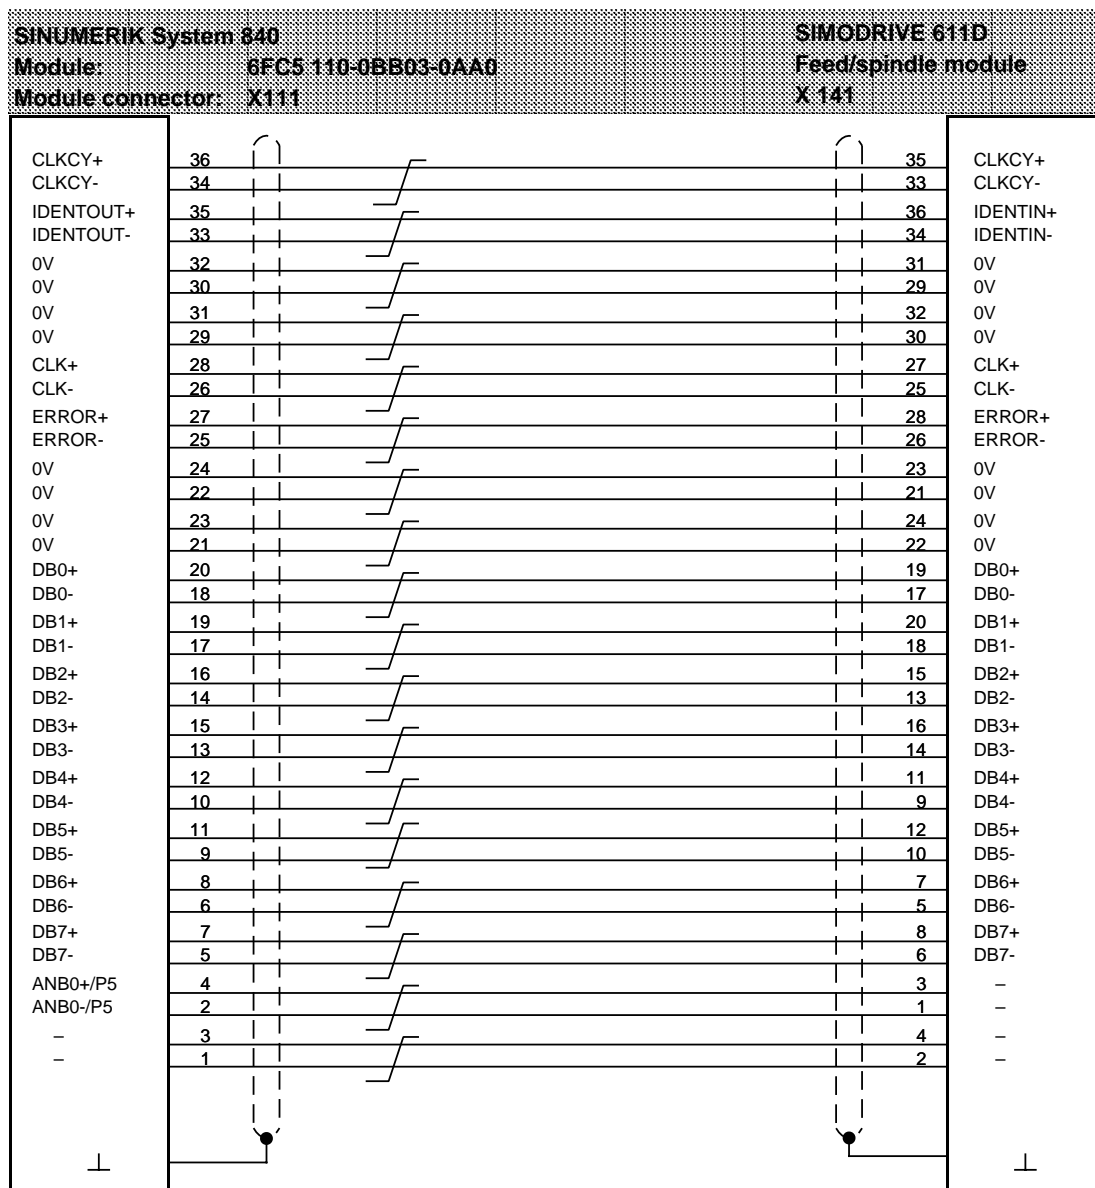 SINUMERIK System 840 SIMODRIVE 611D
Module: 6FC5 110-0BB03-0AA0 Feed/spindle module
Module connector: X111 X 141
CLKCY+ 36 35 CLKCY+
CLKCY- 34 33 CLKCY-
IDENTOUT+ 35 36 IDENTIN+
IDENTOUT- 33 34 IDENTIN-
0V 32 31 0V
0V 30 29 0V
0V 31 32 0V
0V 29 30 0V
CLK+ 28 27 CLK+
CLK- 26 25 CLK-
ERROR+ 27 28 ERROR+
ERROR- 25 26 ERROR-
0V 24 23 0V
0V 22 21 0V
0V 23 24 0V
0V 21 22 0V
DB0+ 20 19 DB0+
DB0- 18 17 DB0-
DB1+ 19 20 DB1+
DB1- 17 18 DB1-
DB2+ 16 15 DB2+
DB2- 14 13 DB2-
DB3+ 15 16 DB3+
DB3- 13 14 DB3-
DB4+ 12 11 DB4+
DB4- 10 9 DB4-
DB5+ 11 12 DB5+
DB5- 9 10 DB5-
DB6+ 8 7 DB6+
DB6- 6 5 DB6-
DB7+ 7 8 DB7+
DB7- 5 6 DB7-
ANB0+/P5 4 3 –
ANB0-/P5 2 1 –
– 3 4 –
– 1 2 –